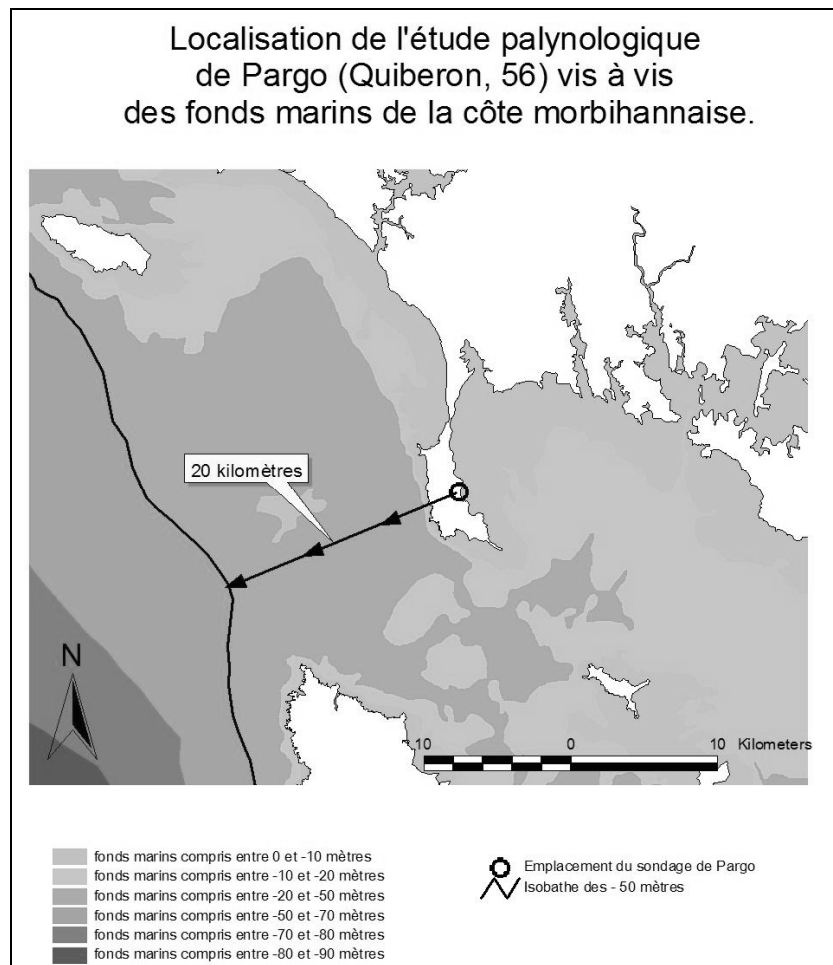 Localisation de l'étude palynologique
de Pargo (Quiberon, 56) vis à vis
des fonds marins de la côte morbihannaise.
20 kilomètres
N
10 0 10 Kilometers
fonds marins compris entre 0 et -10 mètres
fonds marins compris entre -10 et -20 mètres
fonds marins compris entre -20 et -50 mètres
fonds marins compris entre -50 et -70 mètres
fonds marins compris entre -70 et -80 mètres
fonds marins compris entre -80 et -90 mètres
Emplacement du sondage de Pargo
Isobathe des - 50 mètres